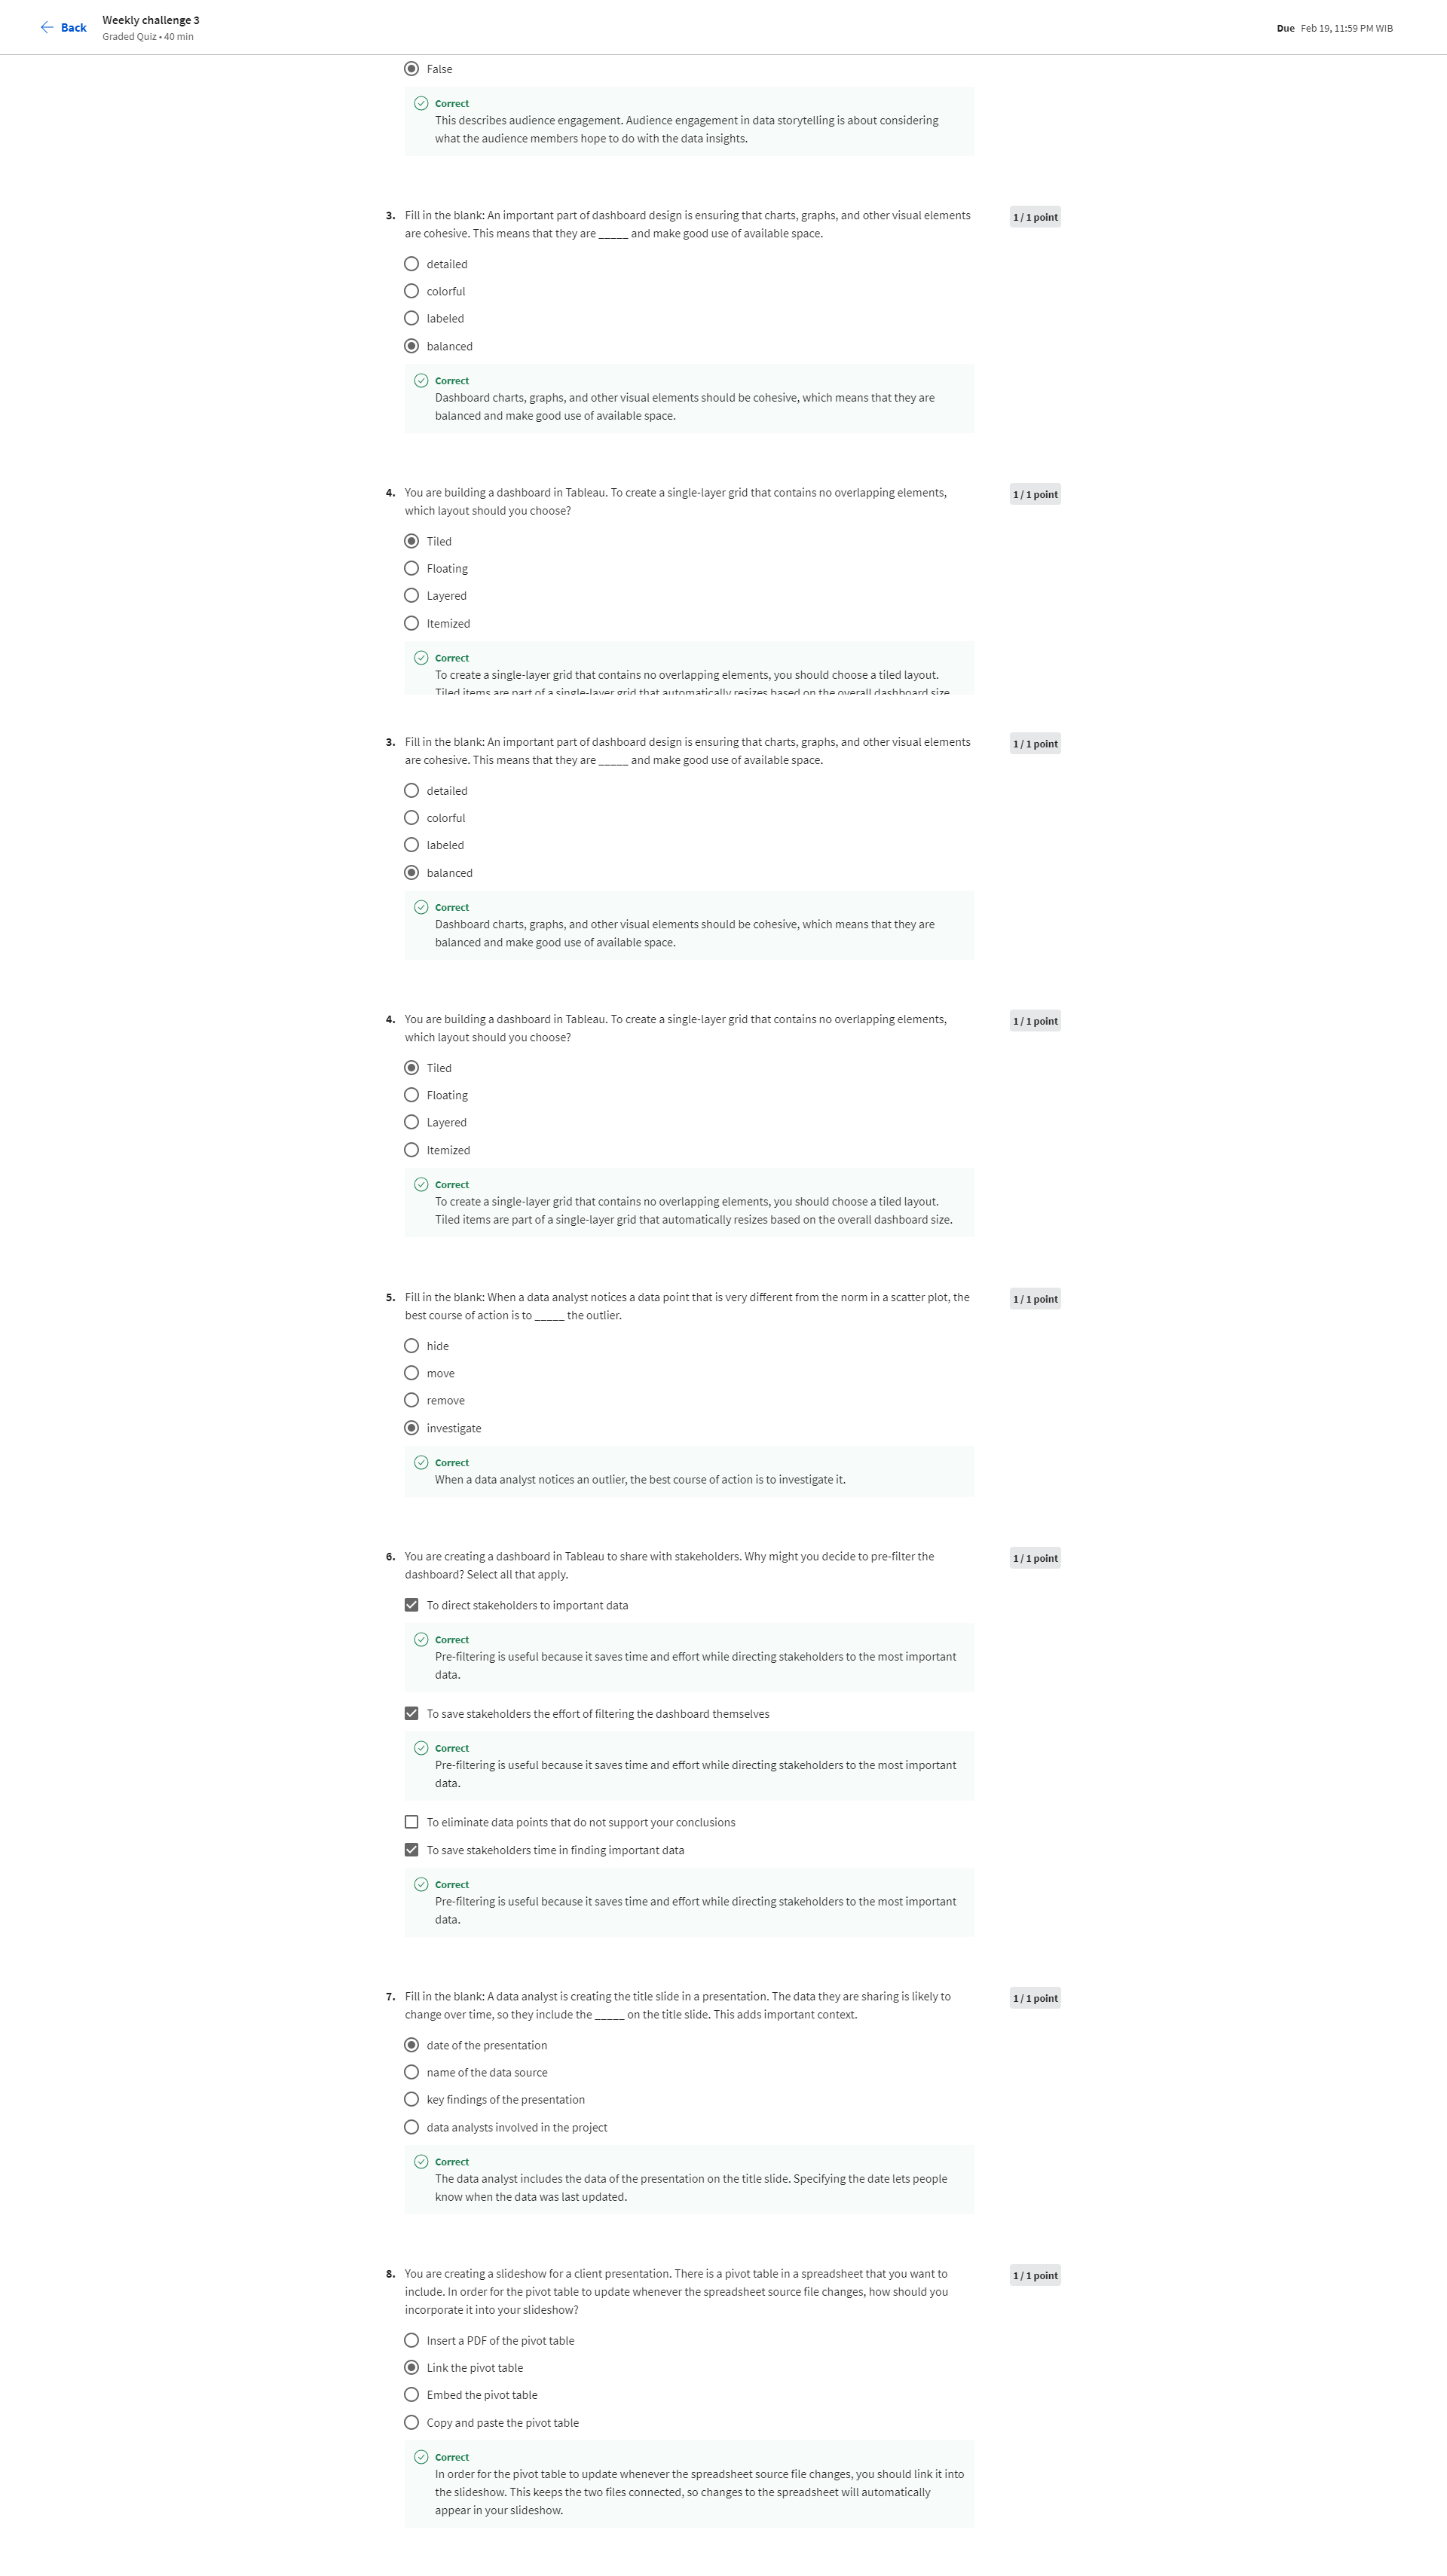 Back
Weekly challenge 3
Graded Quiz • 40 min
Due Feb 19, 11:59 PM WIB
False
Correct
This describes audience engagement. Audience engagement in data storytelling is about considering
what the audience members hope to do with the data insights.
3. Fill in the blank: An important part of dashboard design is ensuring that charts, graphs, and other visual elements
are cohesive. This means that they are _____ and make good use of available space.
1 / 1 point
detailed
colorful
labeled
balanced
Correct
Dashboard charts, graphs, and other visual elements should be cohesive, which means that they are
balanced and make good use of available space.
4. You are building a dashboard in Tableau. To create a single-layer grid that contains no overlapping elements,
which layout should you choose?
1 / 1 point
Tiled
Floating
Layered
Itemized
Correct
To create a single-layer grid that contains no overlapping elements, you should choose a tiled layout.
Tiled items are part of a single-layer grid that automatically resizes based on the overall dashboard size.
3. Fill in the blank: An important part of dashboard design is ensuring that charts, graphs, and other visual elements
are cohesive. This means that they are _____ and make good use of available space.
1 / 1 point
detailed
colorful
labeled
balanced
Correct
Dashboard charts, graphs, and other visual elements should be cohesive, which means that they are
balanced and make good use of available space.
4. You are building a dashboard in Tableau. To create a single-layer grid that contains no overlapping elements,
which layout should you choose?
1 / 1 point
Tiled
Floating
Layered
Itemized
Correct
To create a single-layer grid that contains no overlapping elements, you should choose a tiled layout.
Tiled items are part of a single-layer grid that automatically resizes based on the overall dashboard size.
5. Fill in the blank: When a data analyst notices a data point that is very different from the norm in a scatter plot, the
best course of action is to _____ the outlier.
1 / 1 point
hide
move
remove
investigate
Correct
When a data analyst notices an outlier, the best course of action is to investigate it.
6. You are creating a dashboard in Tableau to share with stakeholders. Why might you decide to pre-filter the
dashboard? Select all that apply.
1 / 1 point
To direct stakeholders to important data
Correct
Pre-filtering is useful because it saves time and effort while directing stakeholders to the most important
data.
To save stakeholders the effort of filtering the dashboard themselves
Correct
Pre-filtering is useful because it saves time and effort while directing stakeholders to the most important
data.
To eliminate data points that do not support your conclusions
To save stakeholders time in finding important data
Correct
Pre-filtering is useful because it saves time and effort while directing stakeholders to the most important
data.
7. Fill in the blank: A data analyst is creating the title slide in a presentation. The data they are sharing is likely to
change over time, so they include the _____ on the title slide. This adds important context.
1 / 1 point
date of the presentation
name of the data source
key findings of the presentation
data analysts involved in the project
Correct
The data analyst includes the data of the presentation on the title slide. Specifying the date lets people
know when the data was last updated.
8. You are creating a slideshow for a client presentation. There is a pivot table in a spreadsheet that you want to
include. In order for the pivot table to update whenever the spreadsheet source file changes, how should you
incorporate it into your slideshow?
1 / 1 point
Insert a PDF of the pivot table
Link the pivot table
Embed the pivot table
Copy and paste the pivot table
Correct
In order for the pivot table to update whenever the spreadsheet source file changes, you should link it into
the slideshow. This keeps the two files connected, so changes to the spreadsheet will automatically
appear in your slideshow.